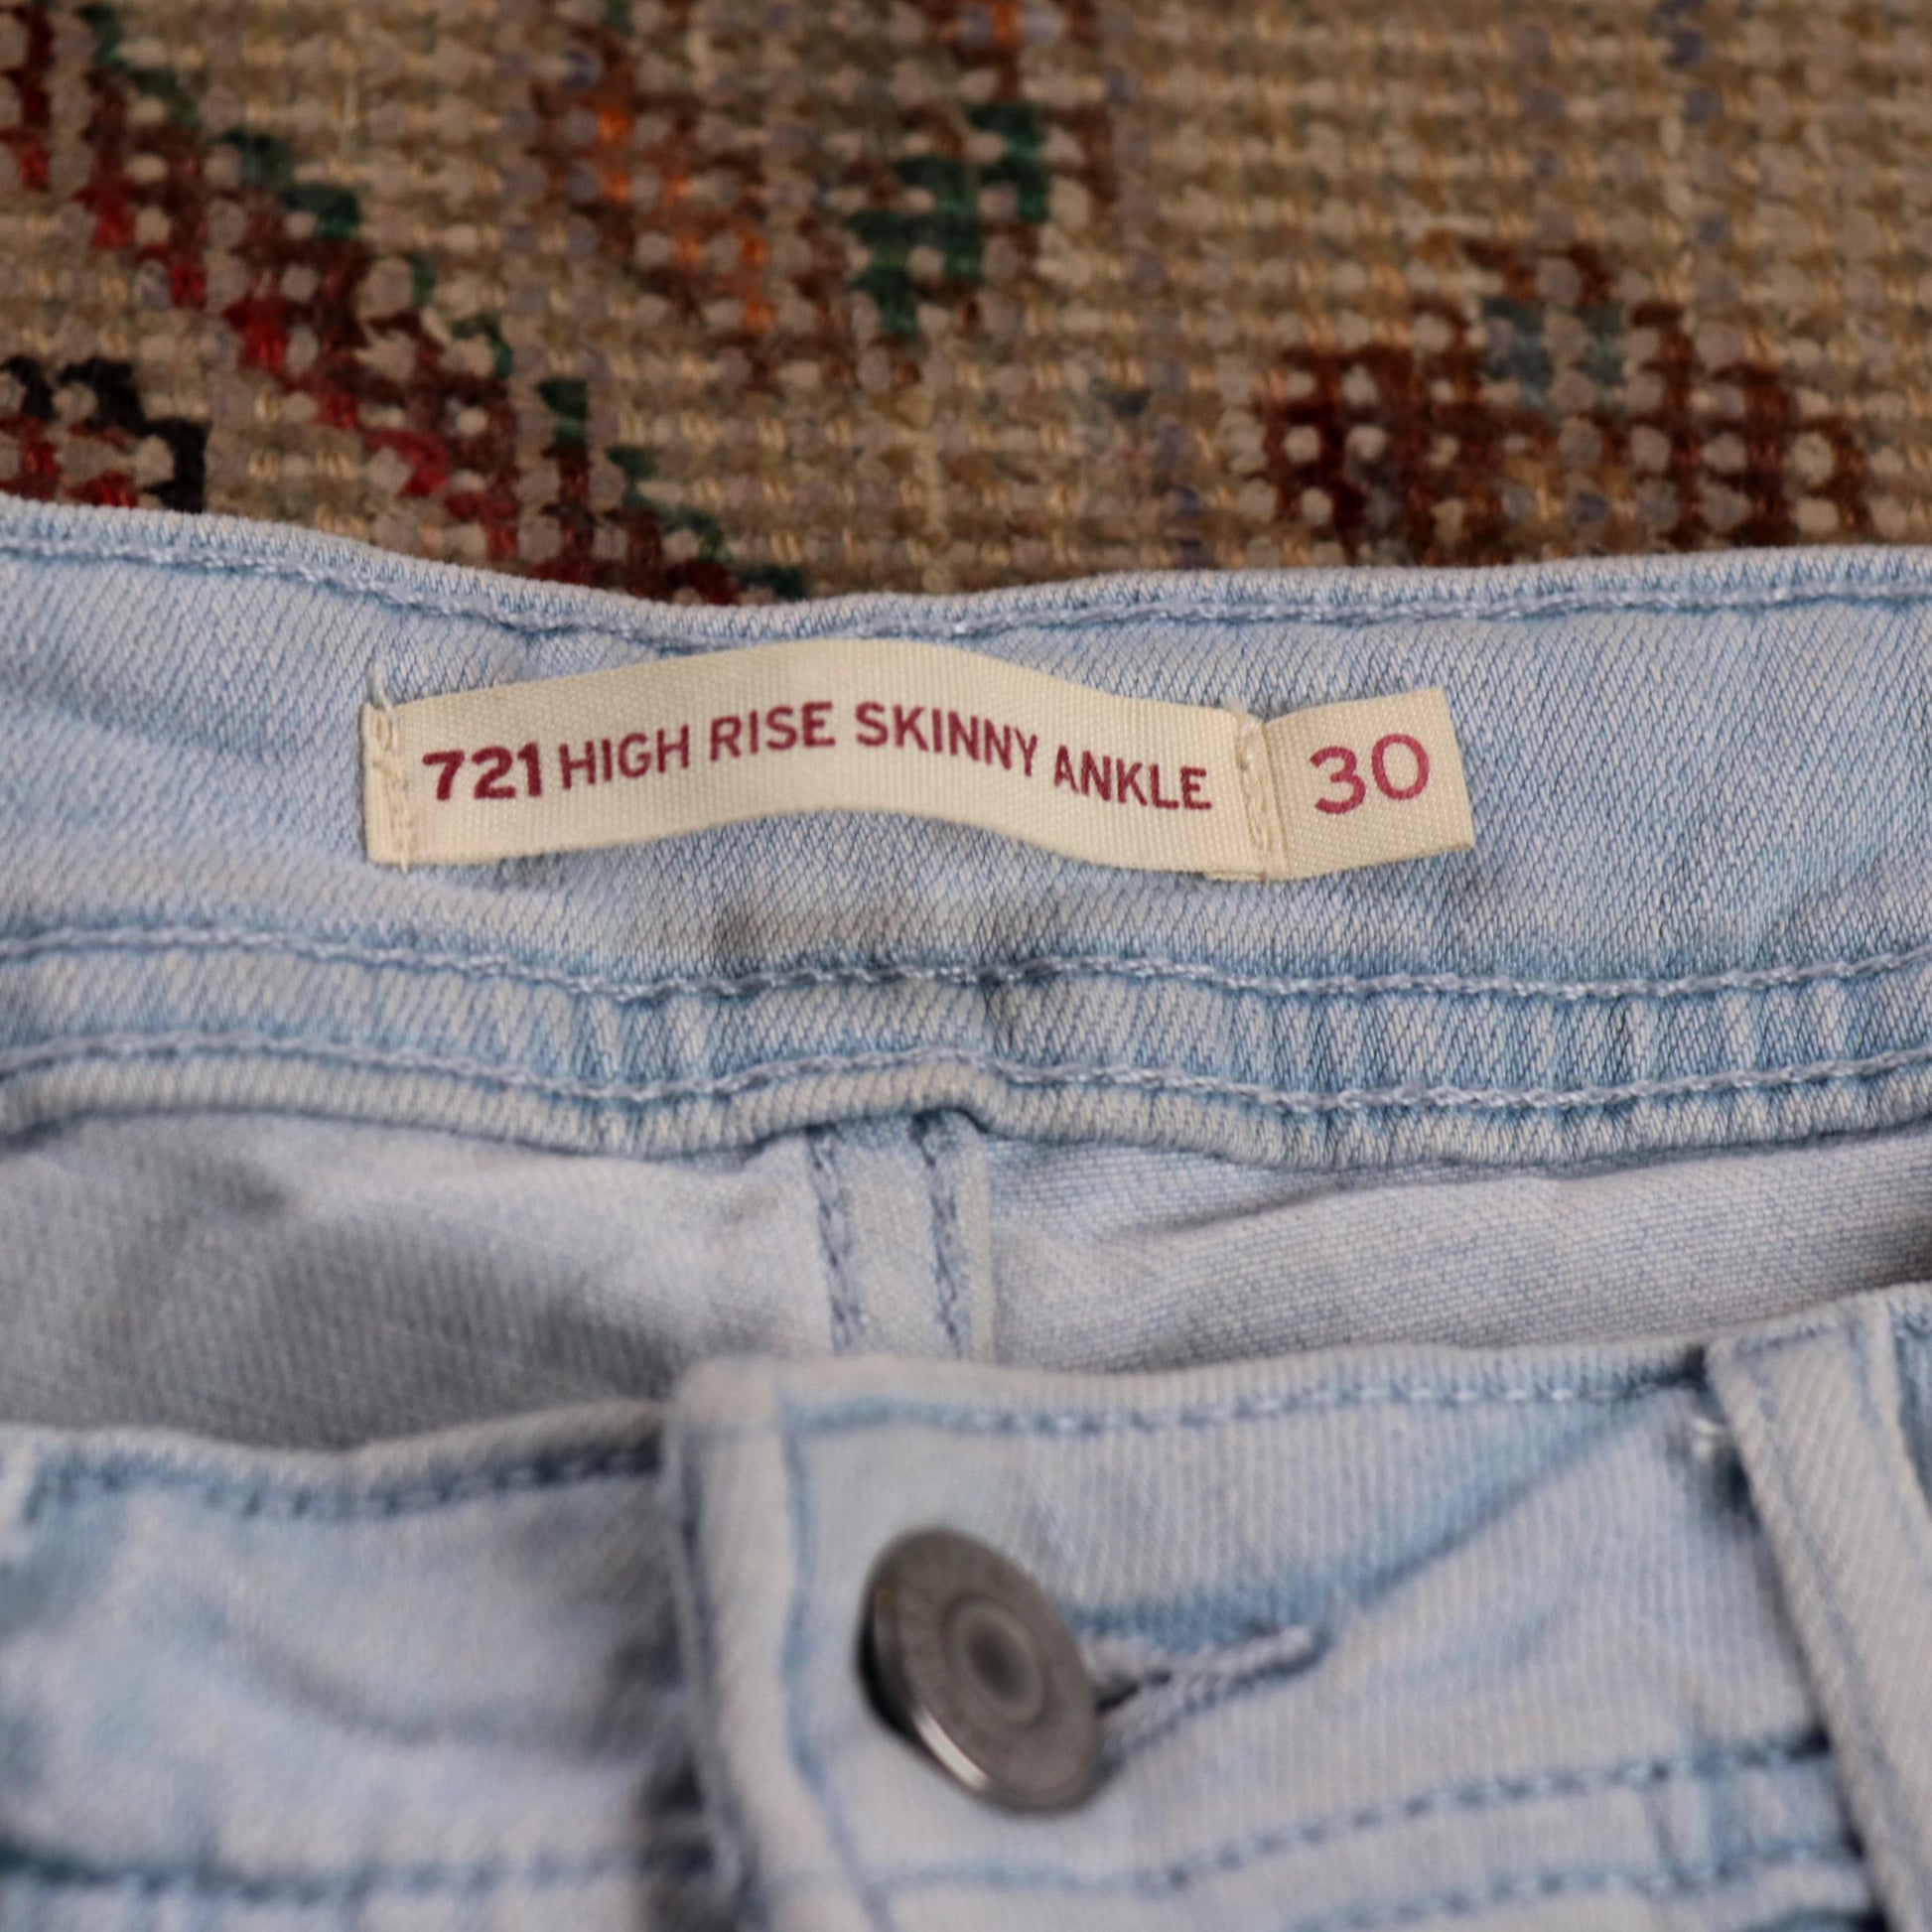 721 HIGH RISE SKINNY ANKLE 30